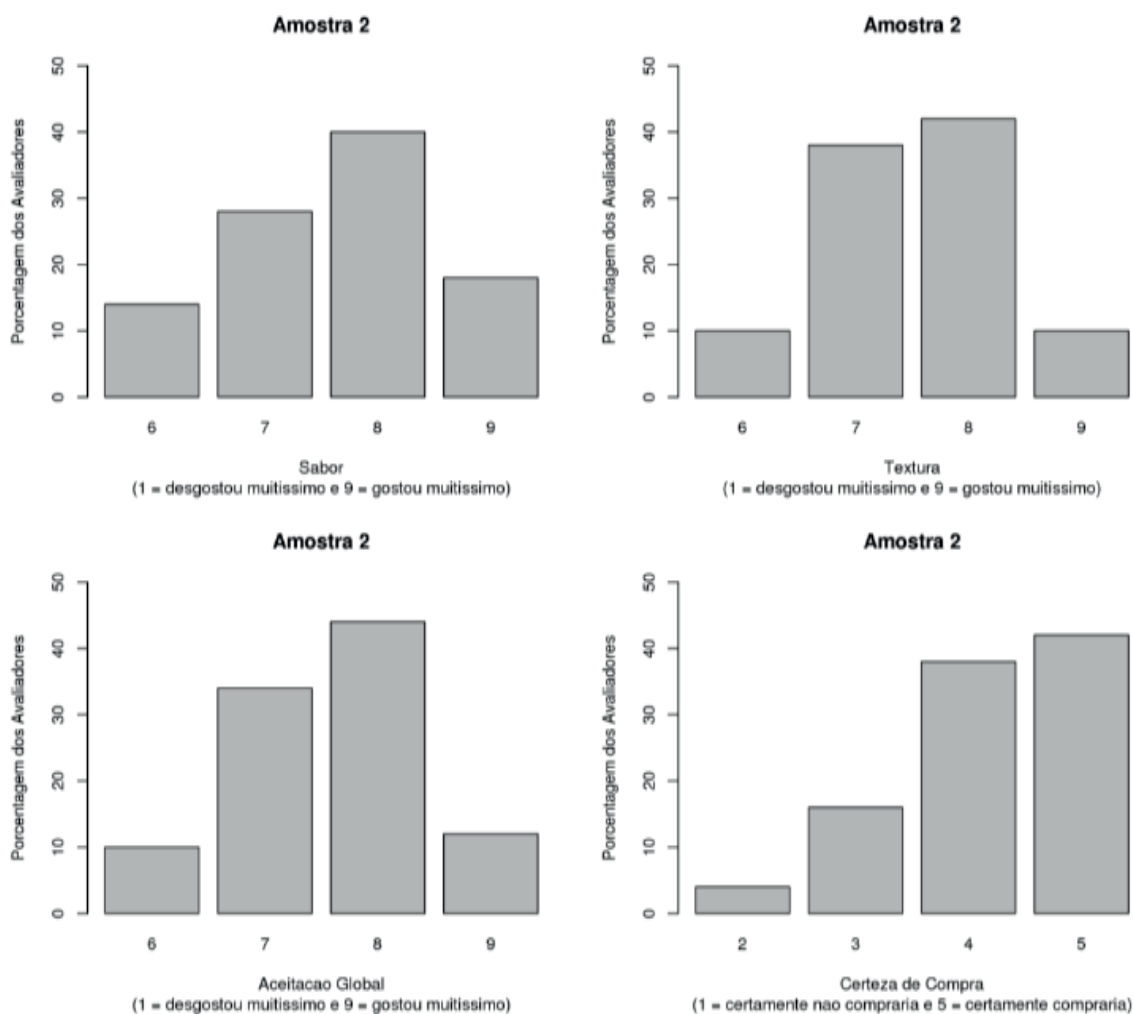 Amostra 2
Porcentagem dos Avaliadores
50
40
30
20
10
0
6 7 8 9
Sabor
(1 = desgostou muitissimo e 9 = gostou muitissimo)
Amostra 2
Porcentagem dos Avaliadores
50
40
30
20
10
0
6 7 8 9
Textura
(1 = desgostou muitissimo e 9 = gostou muitissimo)
Amostra 2
Porcentagem dos Avaliadores
50
40
30
20
10
0
6 7 8 9
Aceitacao Global
(1 = desgostou muitissimo e 9 = gostou muitissimo)
Amostra 2
Porcentagem dos Avaliadores
50
40
30
20
10
0
2 3 4 5
Certeza de Compra
(1 = certamente nao compraria e 5 = certamente compraria)